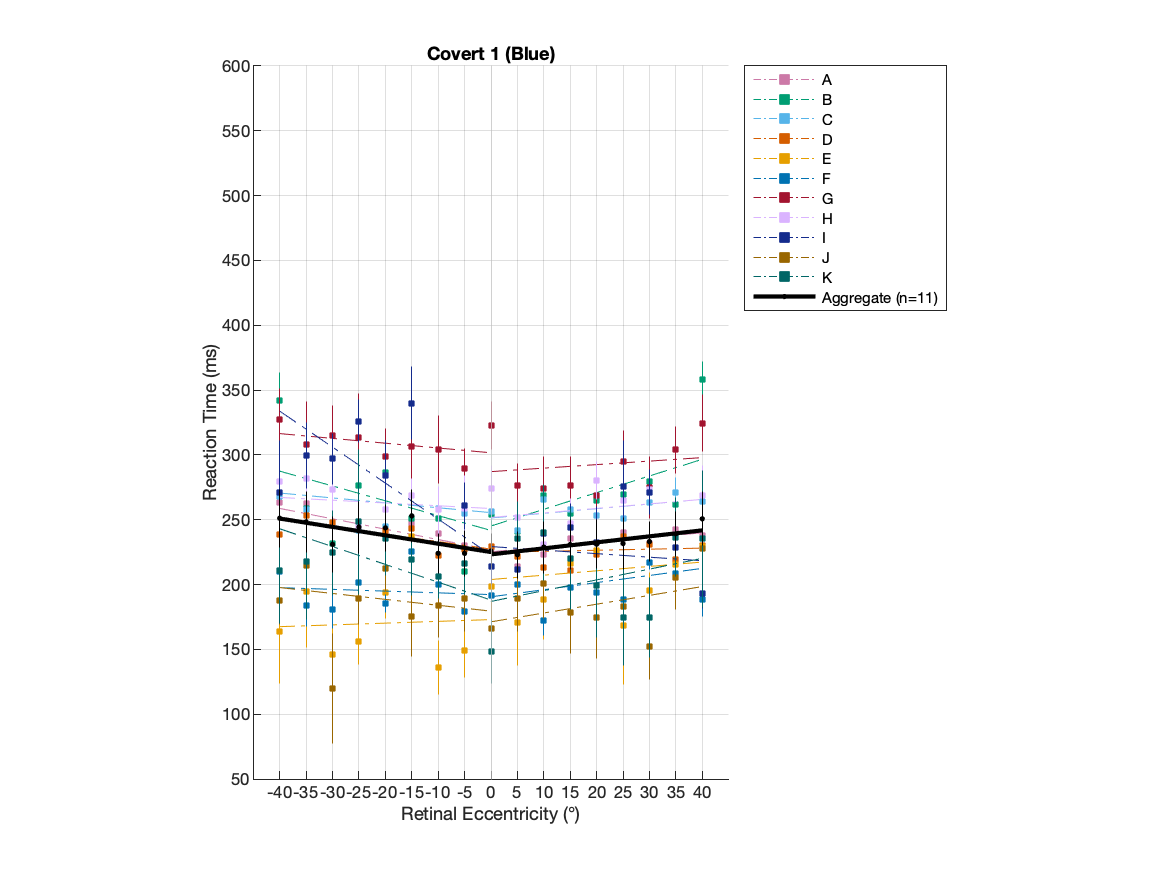 Covert 1 (Blue)
600
550
500
450
400
350
300
250
200
150
100
50
Reaction Time (ms)
-40 -35 -30 -25 -20 -15 -10 -5 0 5 10 15 20 25 30 35 40
Retinal Eccentricity (°)
A
B
C
D
E
F
G
H
I
J
K
Aggregate (n=11)